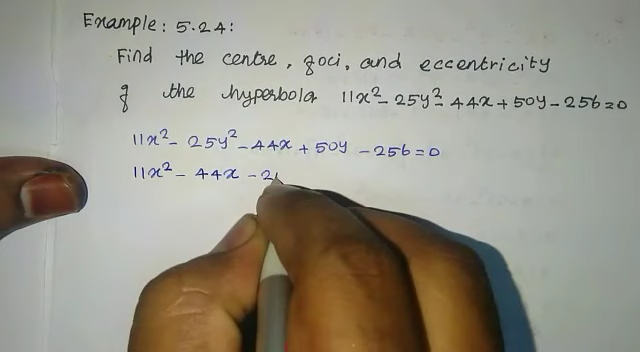 Example: 5.24:
Find the centre, foci, and eccentricity
of the hyperbola 11x² - 25y² - 44x + 50y - 256 = 0
11x² - 25y² - 44x + 50y - 256 = 0
11x² - 44x - 2